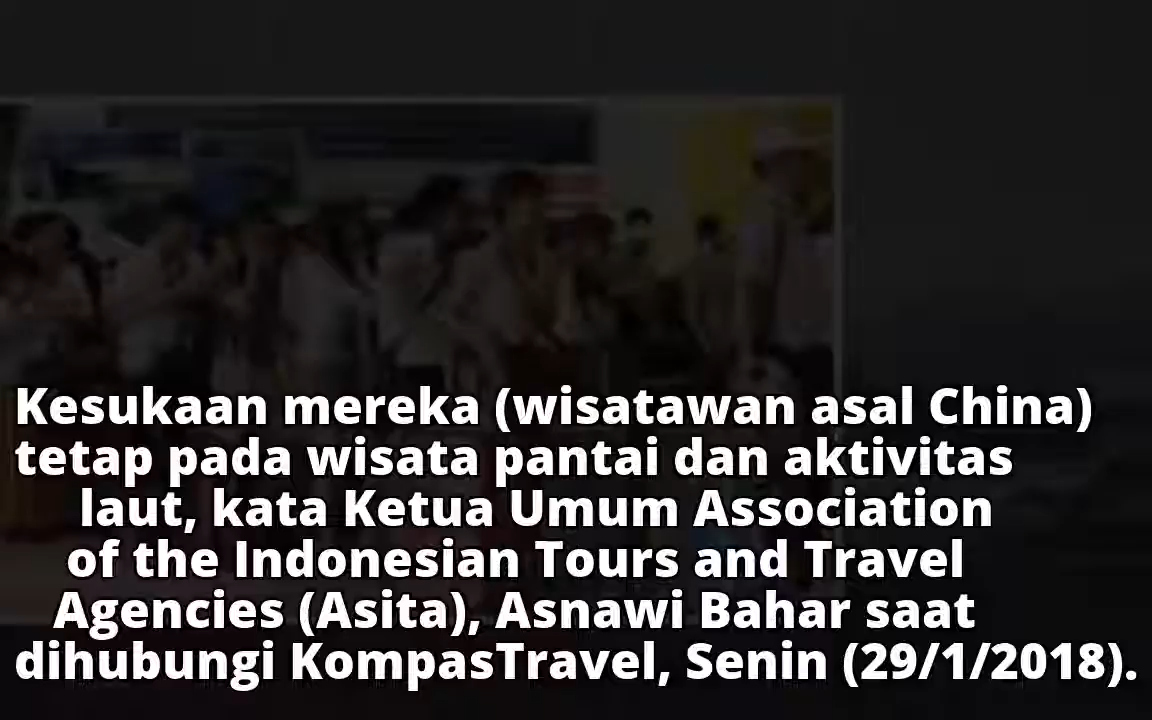 Kesukaan mereka (wisatawan asal China)
tetap pada wisata pantai dan aktivitas
laut, kata Ketua Umum Association
of the Indonesian Tours and Travel
Agencies (Asita), Asnawi Bahar saat
dihubungi KompasTravel, Senin (29/1/2018).